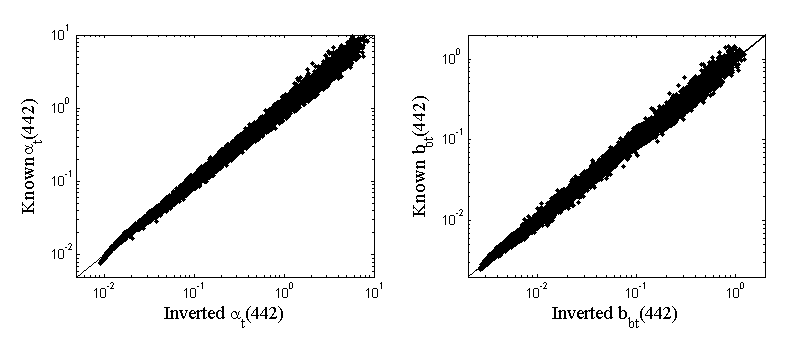 Known α_t(442)
10^1
10^0
10^-1
10^-2
10^-2 10^-1 10^0 10^1
Inverted α_t(442)
Known b_bt(442)
10^0
10^-1
10^-2
10^-2 10^-1 10^0
Inverted b_bt(442)